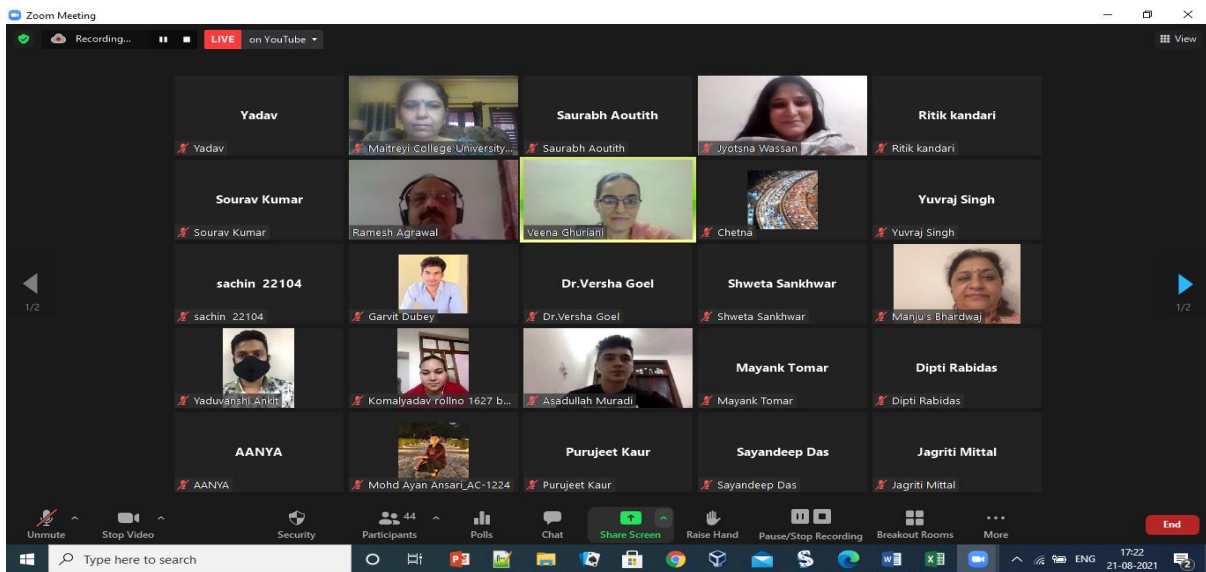 Zoom Meeting
Recording... LIVE on YouTube View
Yadav
Yadav
Maitreyi College University...
Saurabh Aoutith
Saurabh Aoutith
Jyotsna Wassan
Ritik kandari
Ritik kandari
Sourav Kumar
Sourav Kumar
Ramesh Agrawal
Veena Ghuriani
Chetna
Yuvraj Singh
Yuvraj Singh
1/2
sachin 22104
sachin 22104
Garvit Dubey
Dr.Versha Goel
Dr.Versha Goel
Shweta Sankhwar
Shweta Sankhwar
Manju's Bhardwaj
1/2
Yaduvanshi Ankit
Komalyadav rollno 1627 b...
Asadullah Muradi
Mayank Tomar
Mayank Tomar
Dipti Rabidas
Dipti Rabidas
AANYA
AANYA
Mohd Ayan Ansari_AC-1224
Purujeet Kaur
Purujeet Kaur
Sayandeep Das
Sayandeep Das
Jagriti Mittal
Jagriti Mittal
44
Unmute Stop Video Security Participants Polls Chat Share Screen Raise Hand Pause/Stop Recording Breakout Rooms More End
Type here to search ENG 17:22
21-08-2021 2